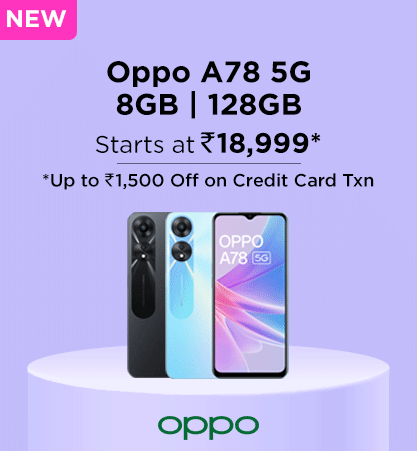 NEW
Oppo A78 5G
8GB | 128GB
Starts at ₹18,999*
*Up to ₹1,500 Off on Credit Card Txn
OPPO
A78 5G
oppo